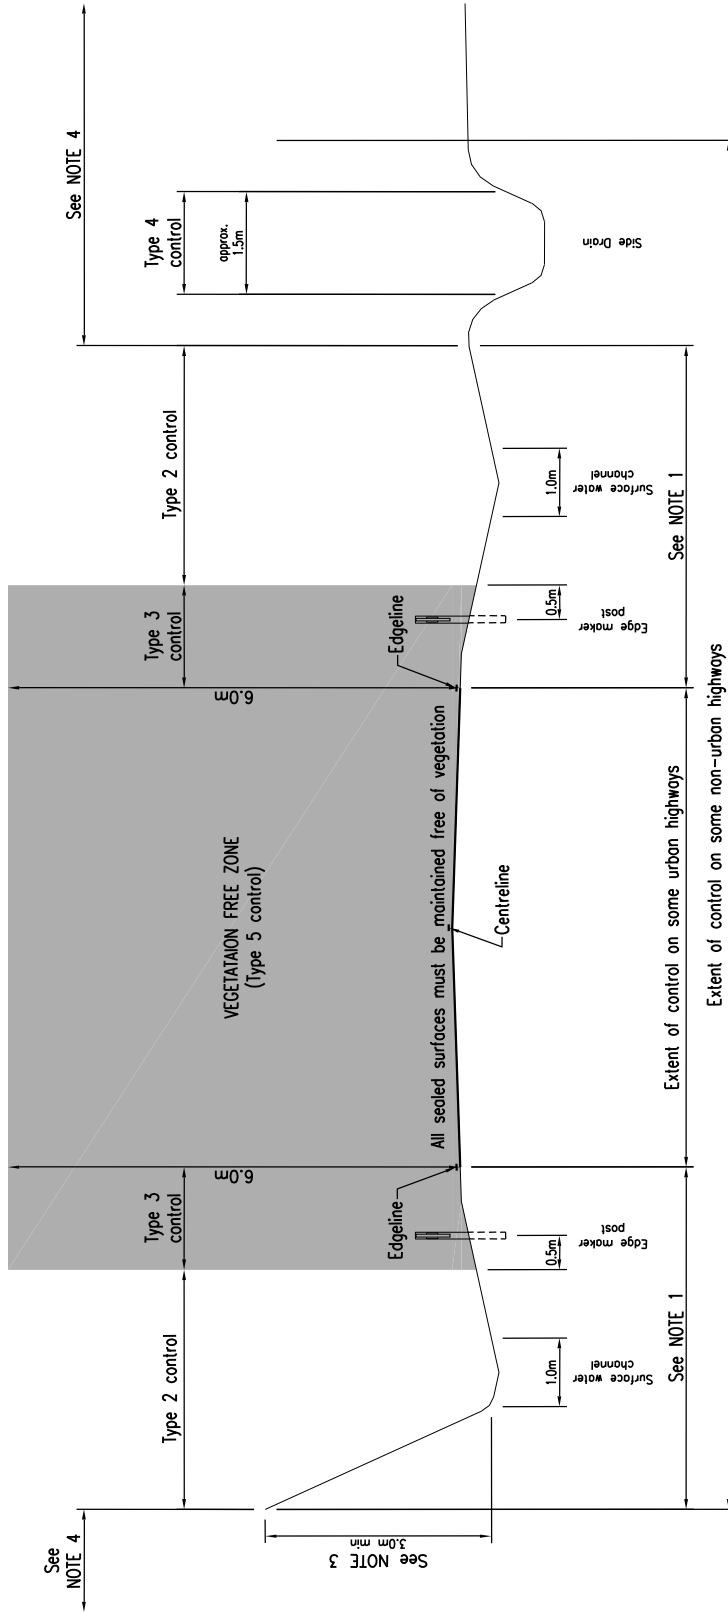 See
NOTE 4
See NOTE 4
Type 2 control
Type 3
control
Type 3
control
Type 2 control
Type 4
control
approx.
1.5m
6.0m
6.0m
VEGETATAION FREE ZONE
(Type 5 control)
See NOTE 3
3.0m min
Edgeline
All sealed surfaces must be maintained free of vegetation
Edgeline
Centreline
1.0m
Surface water
channel
0.5m
Edge maker
post
0.5m
Edge maker
post
1.0m
Surface water
channel
Side Drain
See NOTE 1
Extent of control on some urban highways
See NOTE 1
Extent of control on some non-urban highways